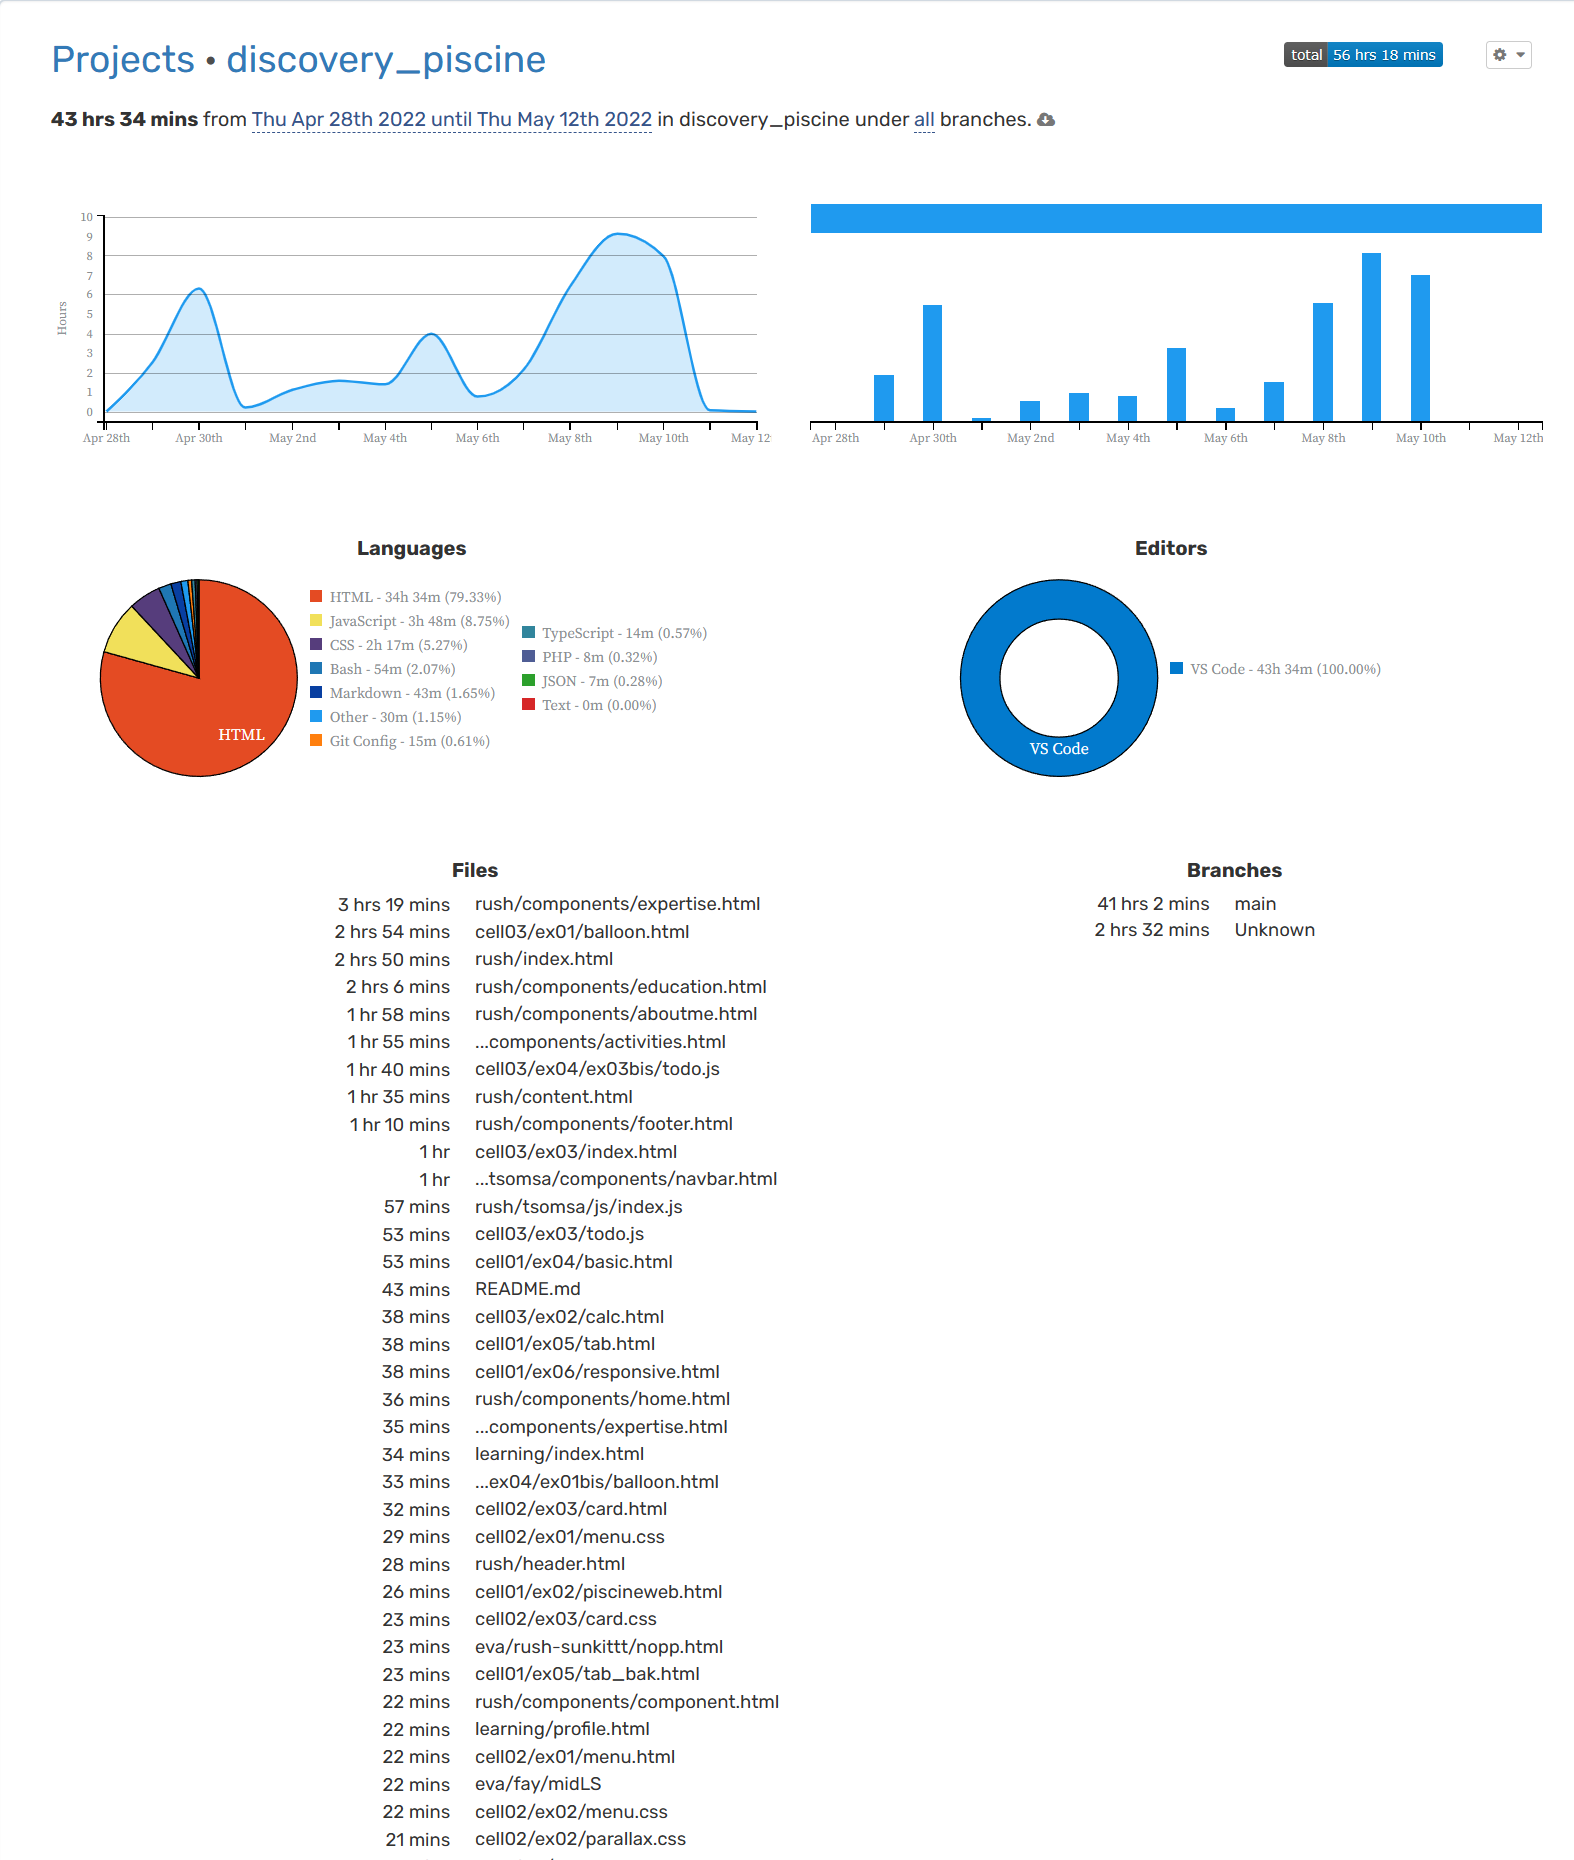 Projects • discovery_piscine
total 56 hrs 18 mins
43 hrs 34 mins from Thu Apr 28th 2022 until Thu May 12th 2022 in discovery_piscine under all branches.
Hours
10
9
8
7
6
5
4
3
2
1
0
Apr 28th Apr 30th May 2nd May 4th May 6th May 8th May 10th May 12
Apr 28th Apr 30th May 2nd May 4th May 6th May 8th May 10th May 12th
Languages
HTML
HTML - 34h 34m (79.33%)
JavaScript - 3h 48m (8.75%)
CSS - 2h 17m (5.27%)
Bash - 54m (2.07%)
Markdown - 43m (1.65%)
Other - 30m (1.15%)
Git Config - 15m (0.61%)
TypeScript - 14m (0.57%)
PHP - 8m (0.32%)
JSON - 7m (0.28%)
Text - 0m (0.00%)
Editors
VS Code
VS Code - 43h 34m (100.00%)
Files
3 hrs 19 mins rush/components/expertise.html
2 hrs 54 mins cell03/ex01/balloon.html
2 hrs 50 mins rush/index.html
2 hrs 6 mins rush/components/education.html
1 hr 58 mins rush/components/aboutme.html
1 hr 55 mins ...components/activities.html
1 hr 40 mins cell03/ex04/ex03bis/todo.js
1 hr 35 mins rush/content.html
1 hr 10 mins rush/components/footer.html
1 hr cell03/ex03/index.html
1 hr ...tsomsa/components/navbar.html
57 mins rush/tsomsa/js/index.js
53 mins cell03/ex03/todo.js
53 mins cell01/ex04/basic.html
43 mins README.md
38 mins cell03/ex02/calc.html
38 mins cell01/ex05/tab.html
38 mins cell01/ex06/responsive.html
36 mins rush/components/home.html
35 mins ...components/expertise.html
34 mins learning/index.html
33 mins ...ex04/ex01bis/balloon.html
32 mins cell02/ex03/card.html
29 mins cell02/ex01/menu.css
28 mins rush/header.html
26 mins cell01/ex02/piscineweb.html
23 mins cell02/ex03/card.css
23 mins eva/rush-sunkittt/nopp.html
23 mins cell01/ex05/tab_bak.html
22 mins rush/components/component.html
22 mins learning/profile.html
22 mins cell02/ex01/menu.html
22 mins eva/fay/midLS
22 mins cell02/ex02/menu.css
21 mins cell02/ex02/parallax.css
Branches
41 hrs 2 mins main
2 hrs 32 mins Unknown